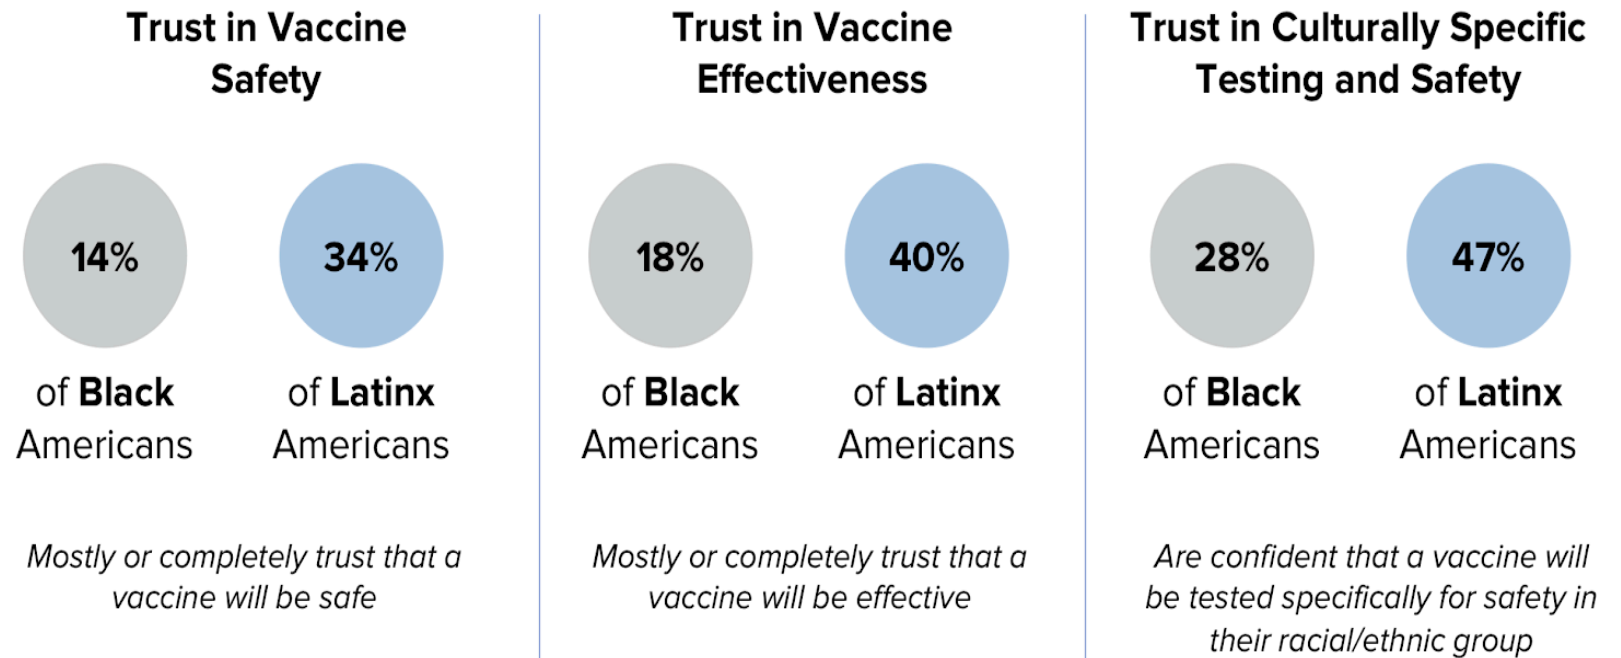 Trust in Vaccine
Safety
14%
34%
of Black
Americans
of Latinx
Americans
Mostly or completely trust that a
vaccine will be safe
Trust in Vaccine
Effectiveness
18%
40%
of Black
Americans
of Latinx
Americans
Mostly or completely trust that a
vaccine will be effective
Trust in Culturally Specific
Testing and Safety
28%
47%
of Black
Americans
of Latinx
Americans
Are confident that a vaccine will
be tested specifically for safety in
their racial/ethnic group